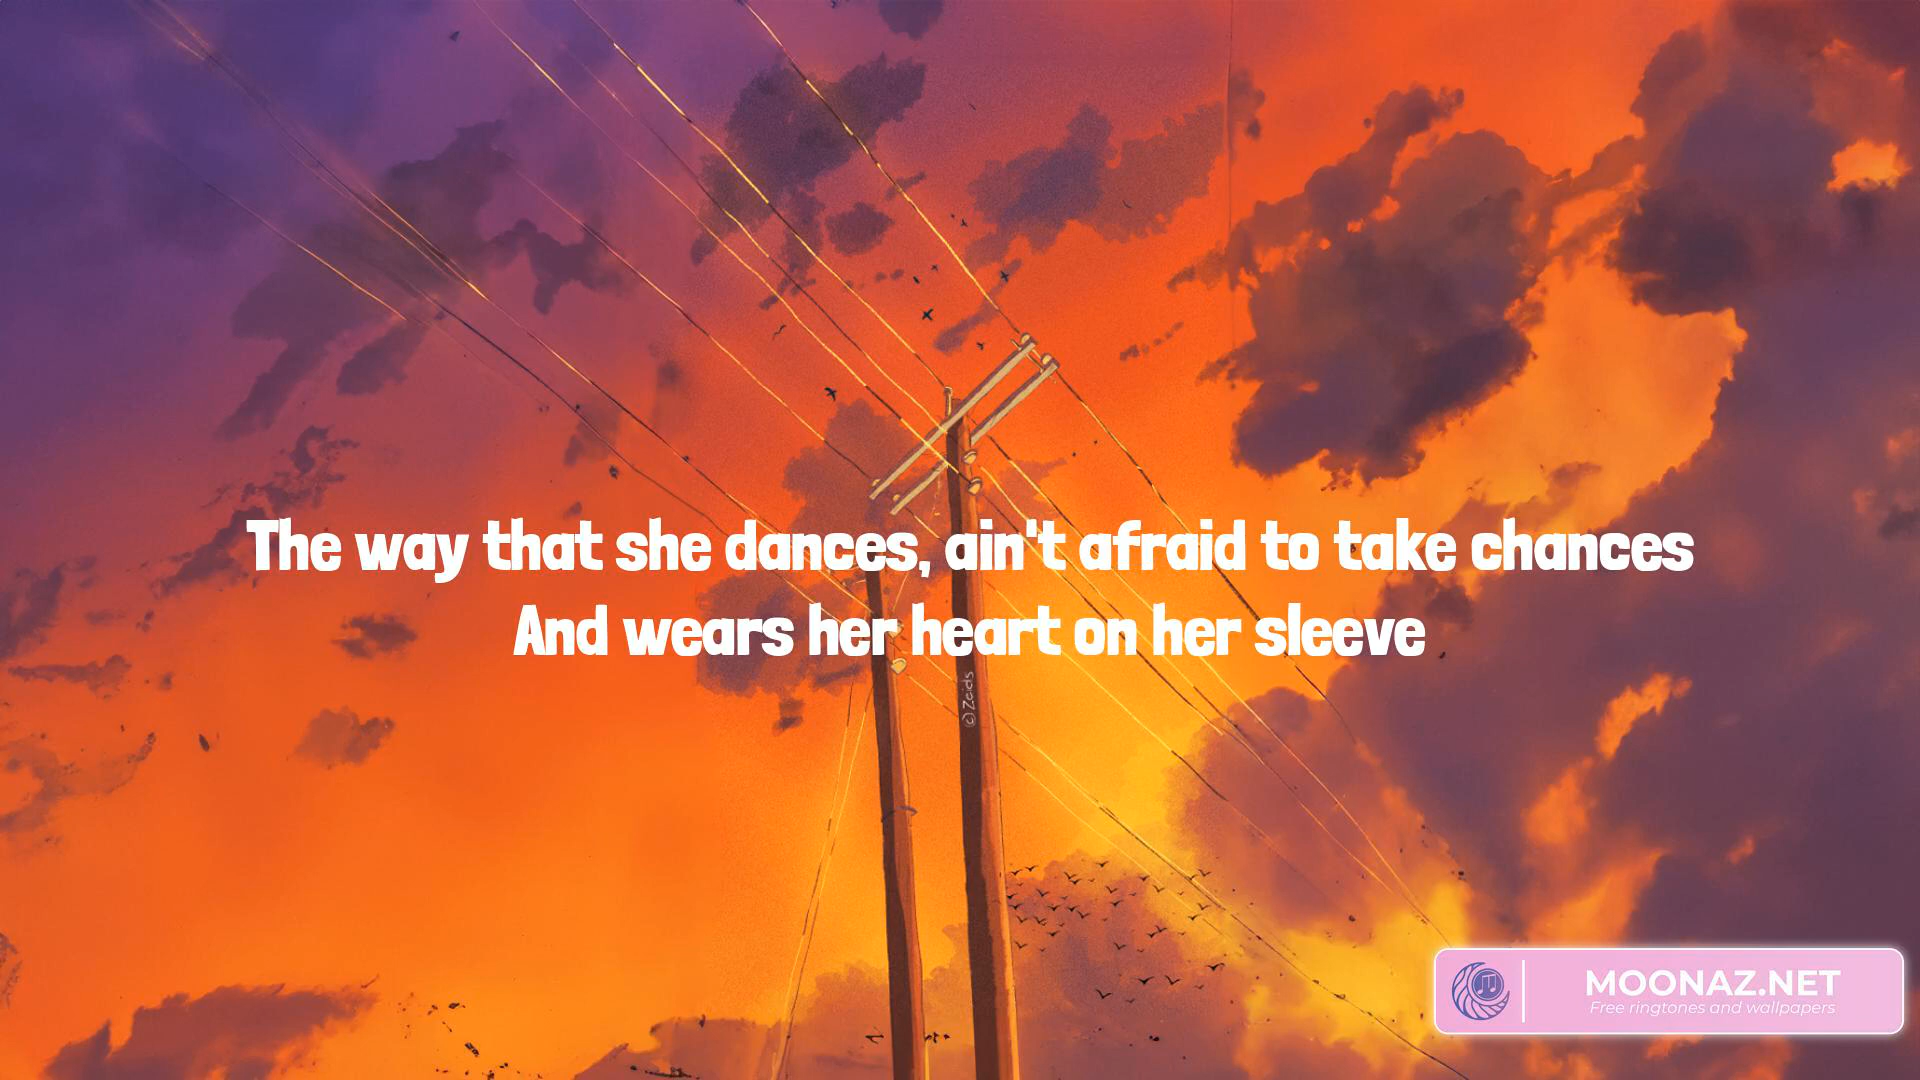 The way that she dances, ain't afraid to take chances
And wears her heart on her sleeve
(c) Zeids
MOONAZ.NET
Free ringtones and wallpapers